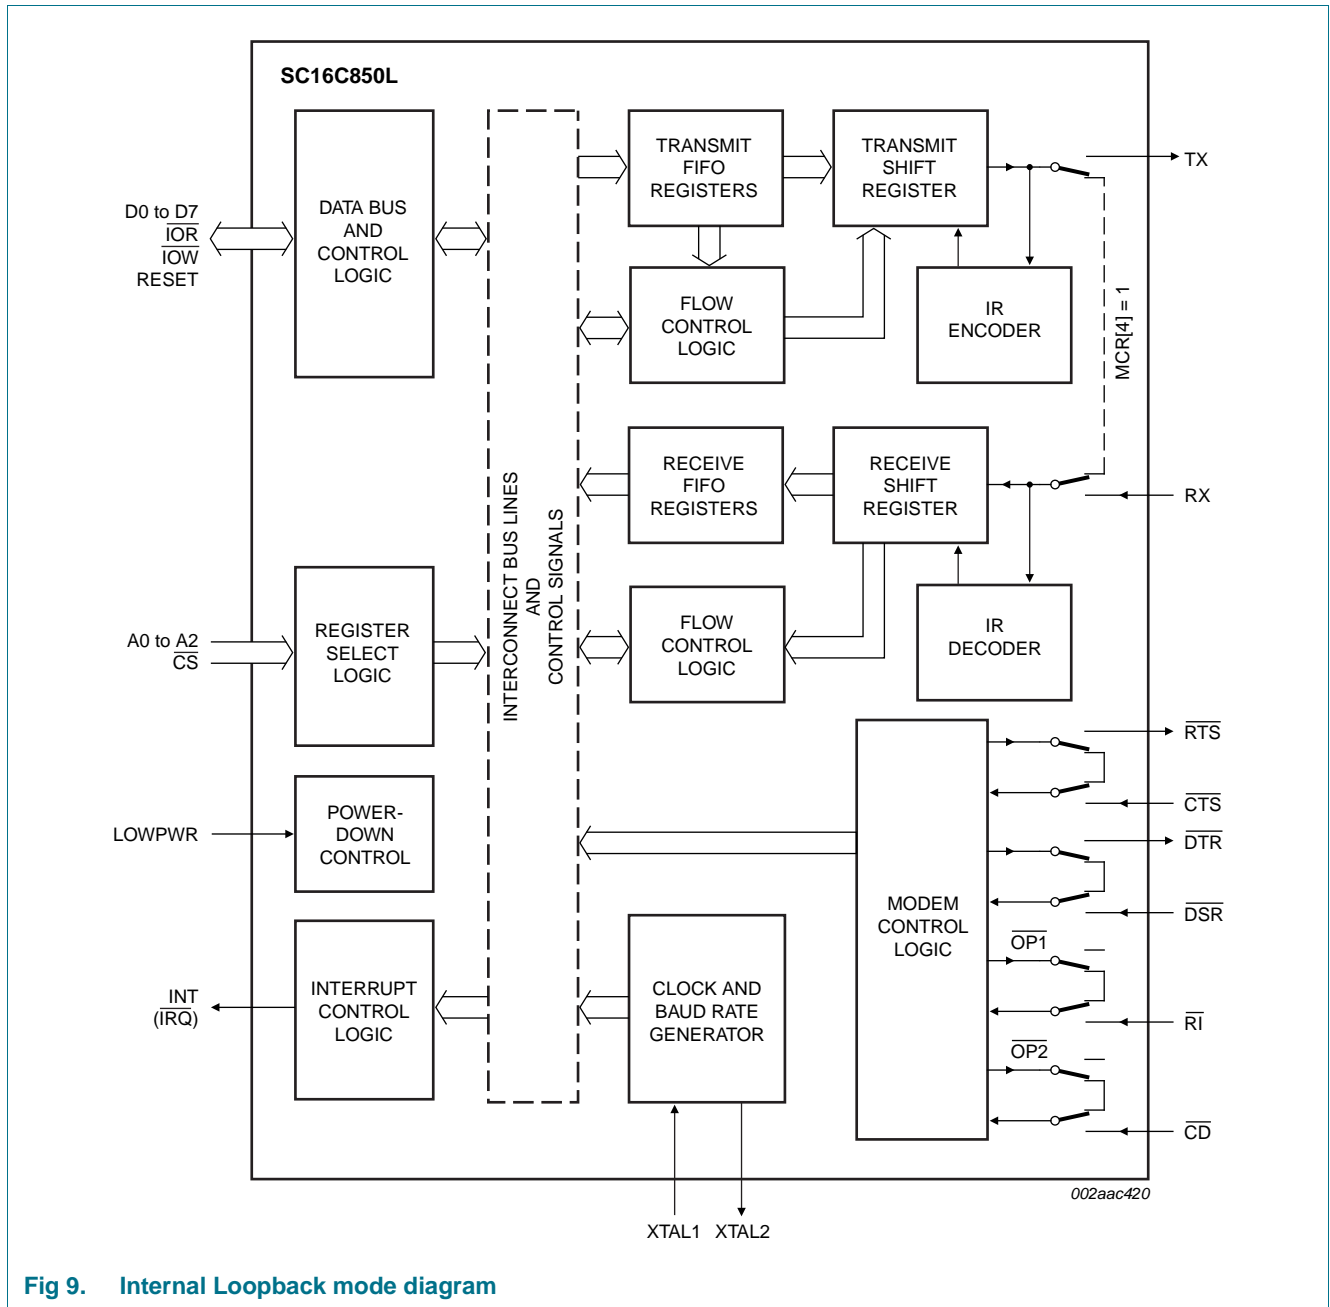 SC16C850L
D0 to D7
IOR
IOW
RESET
DATA BUS
AND
CONTROL
LOGIC
A0 to A2
CS
REGISTER
SELECT
LOGIC
LOWPWR
POWER-
DOWN
CONTROL
INT
(IRQ)
INTERRUPT
CONTROL
LOGIC
INTERCONNECT BUS LINES
AND
CONTROL SIGNALS
TRANSMIT
FIFO
REGISTERS
TRANSMIT
SHIFT
REGISTER
TX
FLOW
CONTROL
LOGIC
IR
ENCODER
MCR[4] = 1
RECEIVE
FIFO
REGISTERS
RECEIVE
SHIFT
REGISTER
RX
FLOW
CONTROL
LOGIC
IR
DECODER
CLOCK AND
BAUD RATE
GENERATOR
MODEM
CONTROL
LOGIC
RTS
CTS
DTR
DSR
OP1
RI
OP2
CD
XTAL1
XTAL2
002aac420
Fig 9. Internal Loopback mode diagram